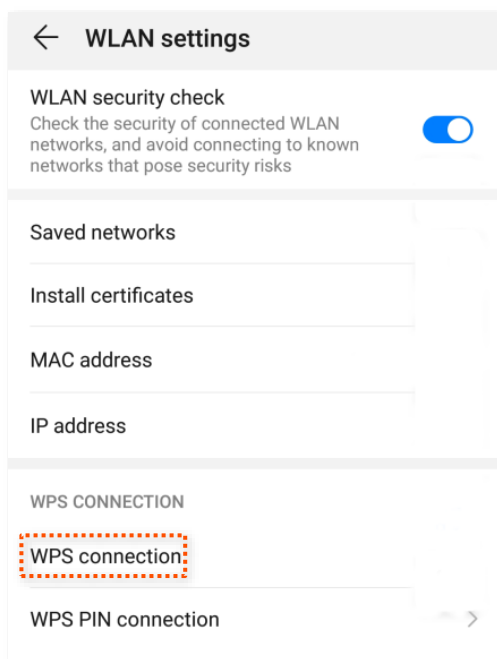 WLAN settings
WLAN security check
Check the security of connected WLAN
networks, and avoid connecting to known
networks that pose security risks
Saved networks
Install certificates
MAC address
IP address
WPS CONNECTION
WPS connection
WPS PIN connection